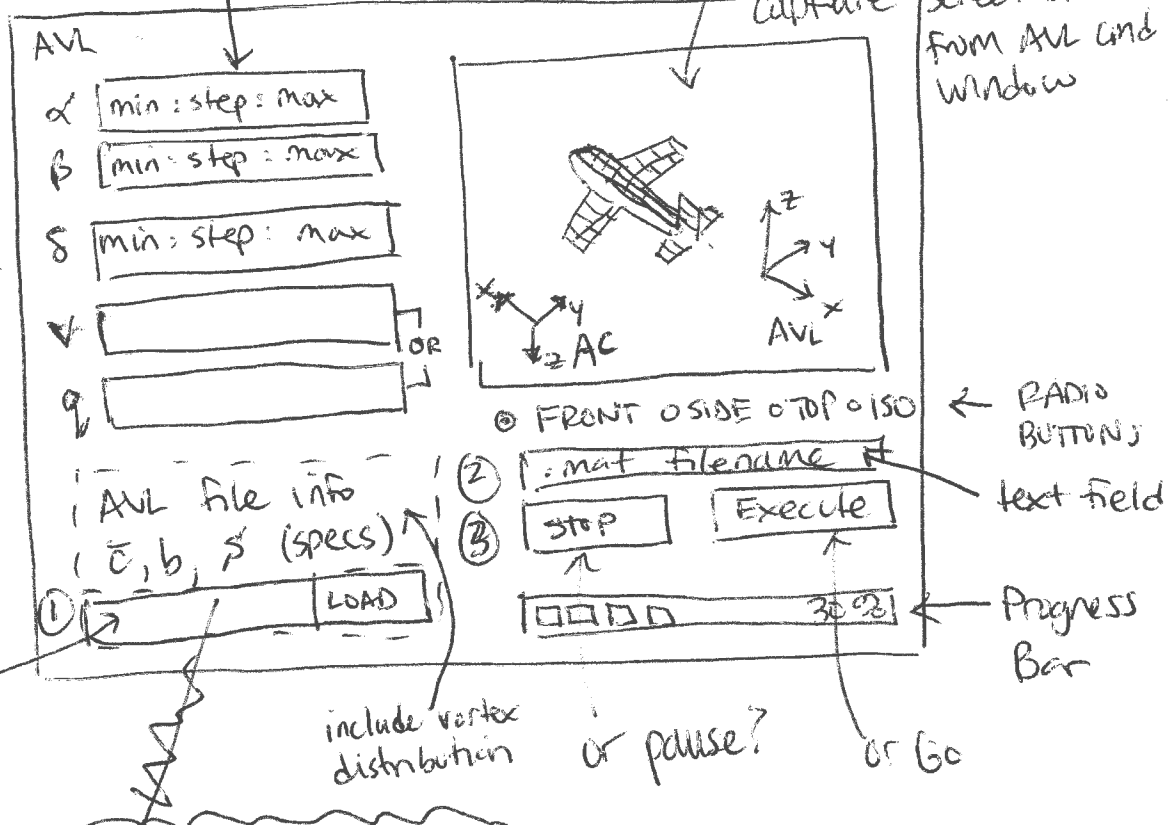 AVL
α min : step : max
β min : step : max
δ min : step : max
V
OR
q
AVL file info
c̄, b, S (specs)
① LOAD
capture
from AVL cmd
window
z
y
x
AVL
x
y
z AC
FRONT SIDE TOP ISO
RADIO
BUTTONS
② .mat filename
text field
③ stop Execute
30%
Progress
Bar
include vortex
distribution
or pause?
or Go